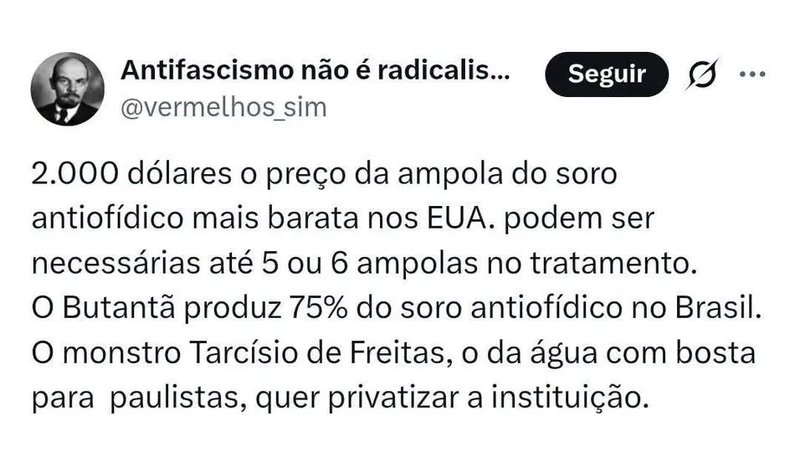 Antifascismo não é radicalis...
Seguir
@vermelhos_sim
2.000 dólares o preço da ampola do soro
antiofídico mais barata nos EUA. podem ser
necessárias até 5 ou 6 ampolas no tratamento.
O Butantã produz 75% do soro antiofídico no Brasil.
O monstro Tarcísio de Freitas, o da água com bosta
para  paulistas, quer privatizar a instituição.